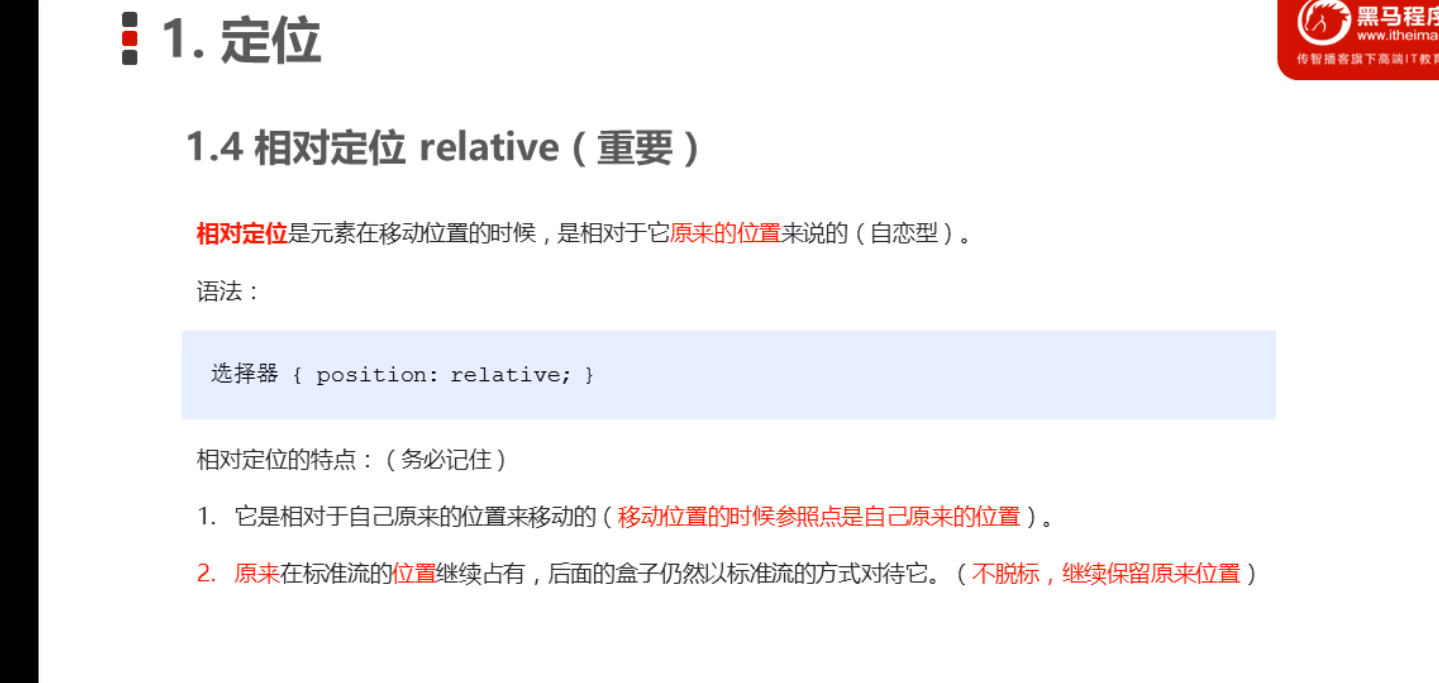 1. 定位
黑马程序
www.itheima
传智播客旗下高端IT教育
1.4 相对定位 relative（重要）
相对定位是元素在移动位置的时候，是相对于它原来的位置来说的（自恋型）。
语法：
选择器 { position: relative; }
相对定位的特点：（务必记住）
1. 它是相对于自己原来的位置来移动的（移动位置的时候参照点是自己原来的位置）。
2. 原来在标准流的位置继续占有，后面的盒子仍然以标准流的方式对待它。（不脱标，继续保留原来位置）